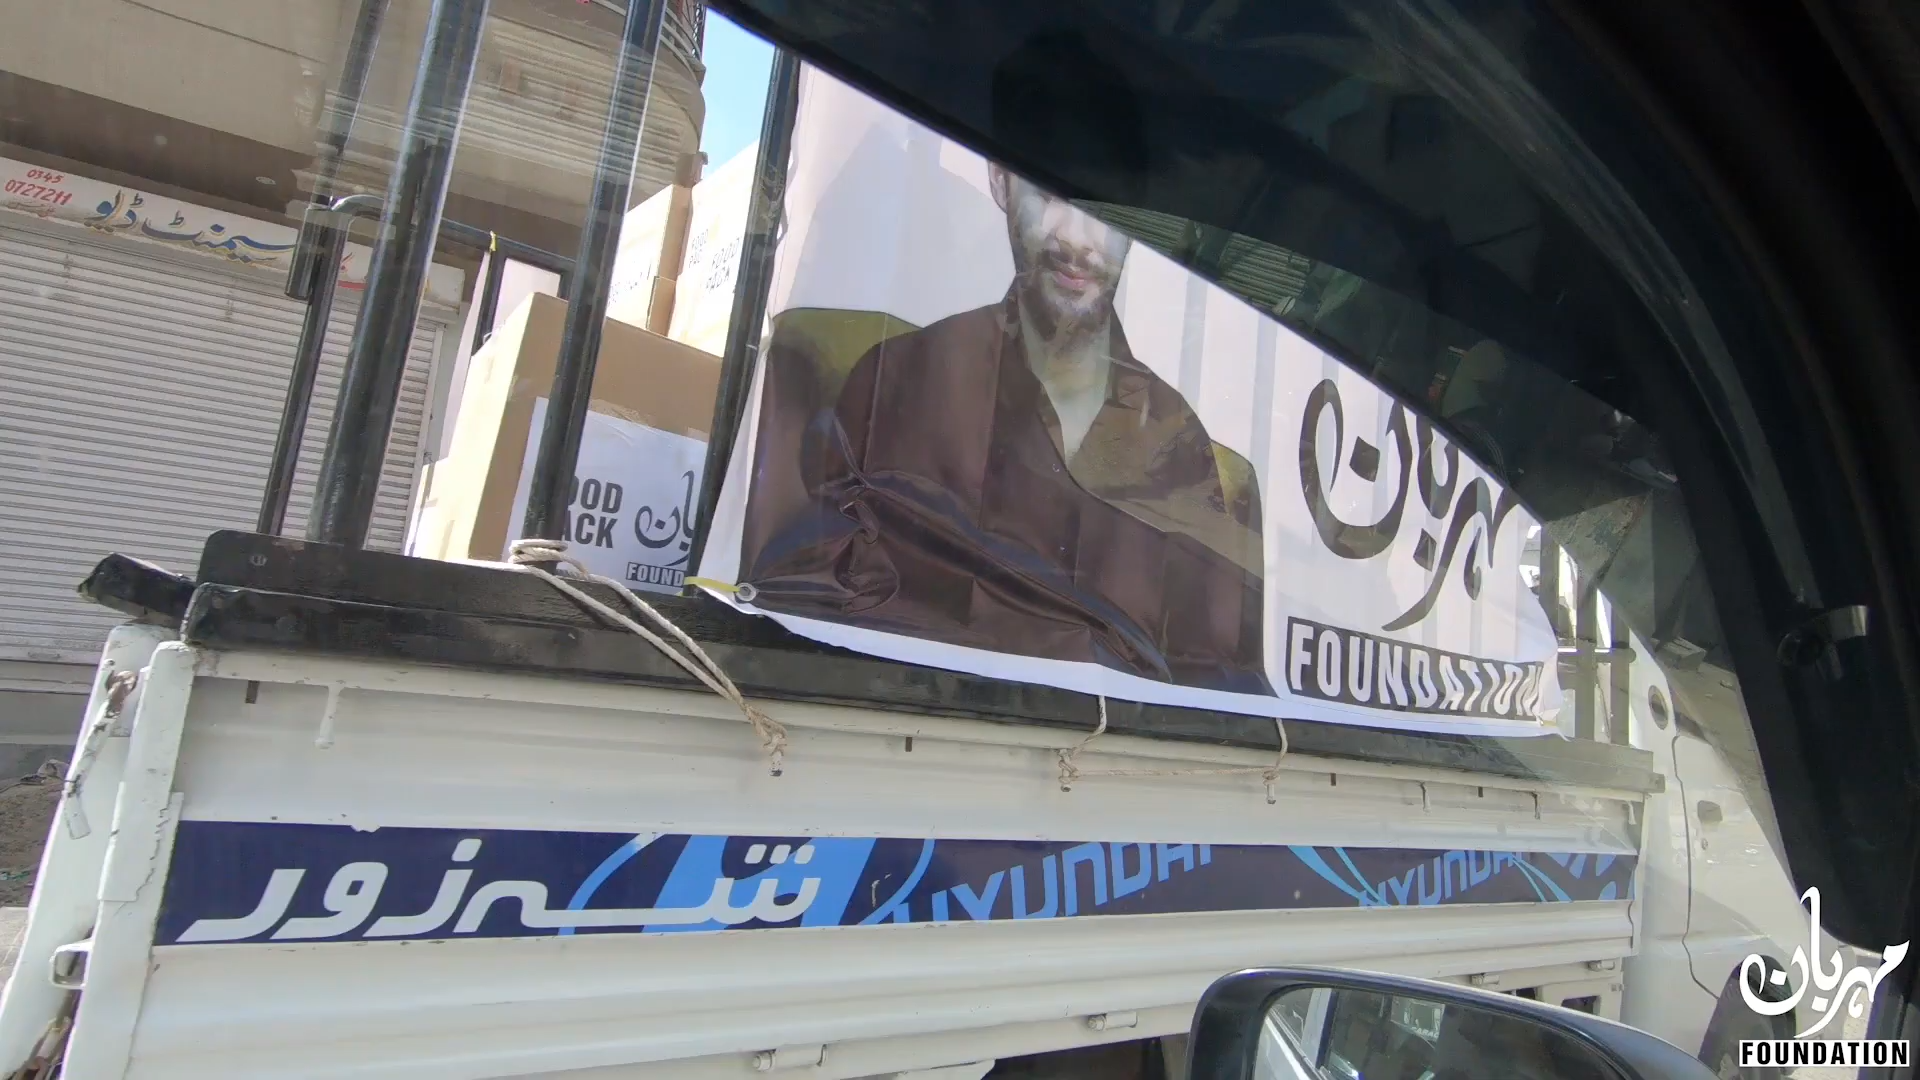 0345
0727211
سیمنٹ ڈپو
FOOD
PACK
مہربان
FOUND
مہربان
FOUNDATION
شہ زور
HYUNDAI
HYUNDAI
مہربان
FOUNDATION